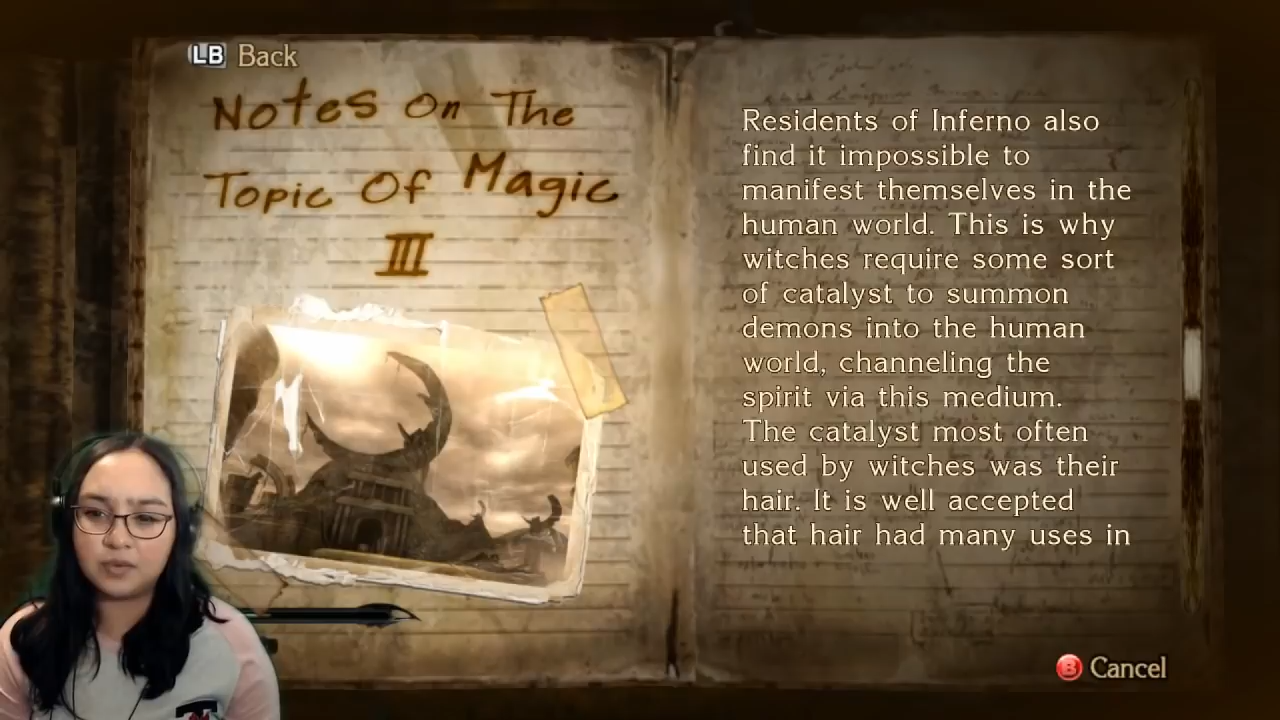 LB Back
Notes On The
Topic Of Magic
III
Residents of Inferno also
find it impossible to
manifest themselves in the
human world. This is why
witches require some sort
of catalyst to summon
demons into the human
world, channeling the
spirit via this medium.
The catalyst most often
used by witches was their
hair. It is well accepted
that hair had many uses in
B Cancel